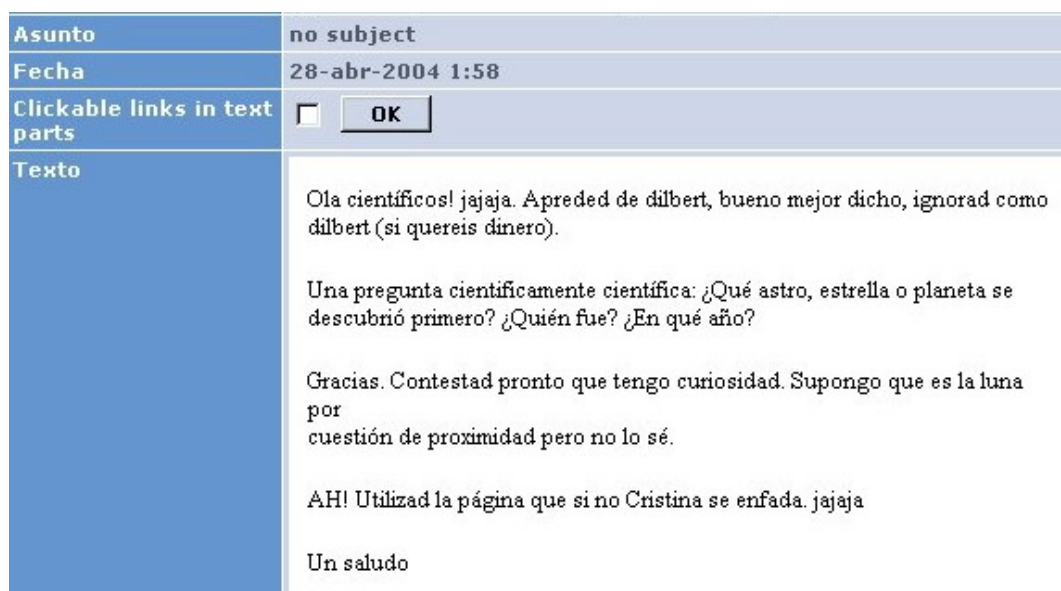 Asunto no subject
Fecha 28-abr-2004 1:58
Clickable links in text
parts
OK
Texto
Ola científicos! jajaja. Apreded de dilbert, bueno mejor dicho, ignorad como
dilbert (si quereis dinero).
Una pregunta cientificamente científica: ¿Qué astro, estrella o planeta se
descubrió primero? ¿Quién fue? ¿En qué año?
Gracias. Contestad pronto que tengo curiosidad. Supongo que es la luna
por
cuestión de proximidad pero no lo sé.
AH! Utilizad la página que si no Cristina se enfada. jajaja
Un saludo